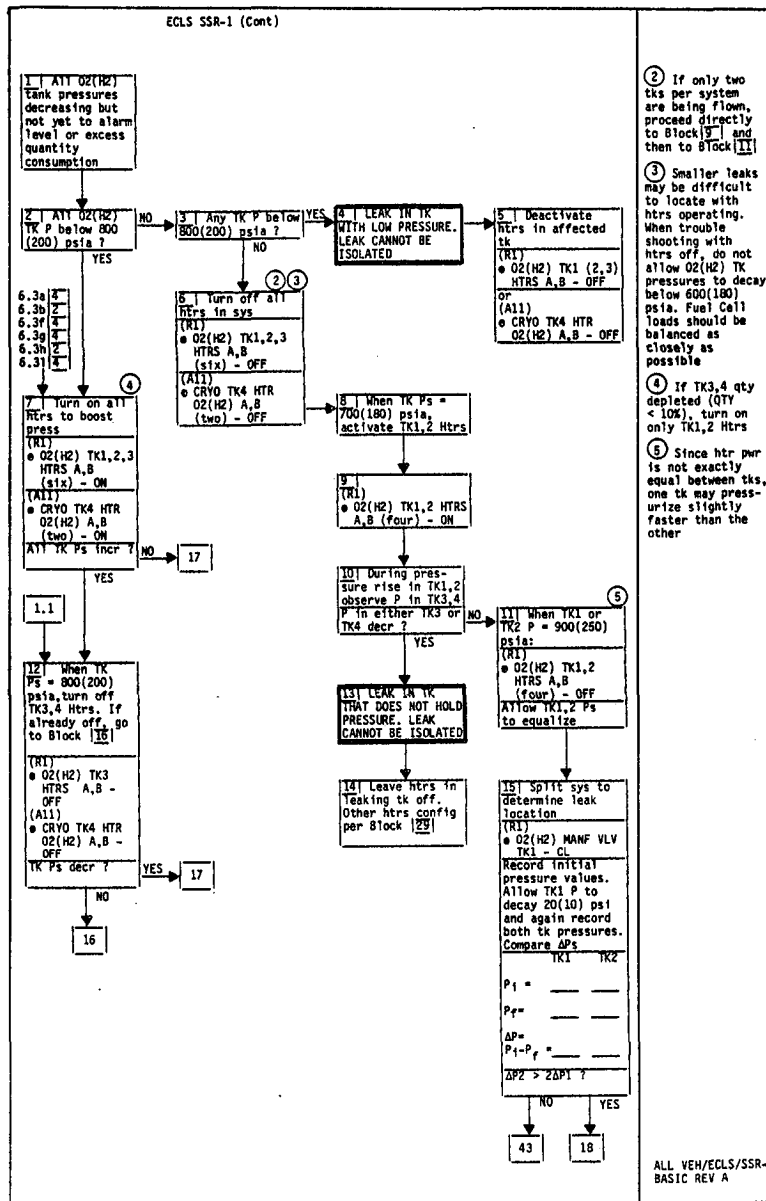 ECLS SSR-1 (Cont)
1 | All O2(H2)
tank pressures
decreasing but
not yet to alarm
level or excess
quantity
consumption
2 | All O2(H2)
TK P below 800
(200) psia ?
NO
YES
3 | Any TK P below
800(200) psia ?
YES
NO
4 | LEAK IN TK
WITH LOW PRESSURE.
LEAK CANNOT BE
ISOLATED
5 | Deactivate
htrs in affected
tk
(R1)
• O2(H2) TK1 (2,3)
HTRS A,B - OFF
or
(A11)
• CRYO TK4 HTR
O2(H2) A,B - OFF
6.3a 4
6.3b 2
6.3f 4
6.3g 4
6.3h 2
6.3l 4
2 3
6 | Turn off all
htrs in sys
(R1)
• O2(H2) TK1,2,3
HTRS A,B
(six) - OFF
(A11)
• CRYO TK4 HTR
O2(H2) A,B
(two) - OFF
4
7 | Turn on all
htrs to boost
press
(R1)
• O2(H2) TK1,2,3
HTRS A,B
(six) - ON
(A11)
• CRYO TK4 HTR
O2(H2) A,B
(two) - ON
All TK Ps incr ?
NO
17
YES
8 | When TK Ps =
700(180) psia,
activate TK1,2 Htrs
9 |
(R1)
• O2(H2) TK1,2 HTRS
A,B (four) - ON
10 | During pres-
sure rise in TK1,2
observe P in TK3,4
P in either TK3 or
TK4 decr ?
NO
YES
5
11 | When TK1 or
TK2 P = 900(250)
psia:
(R1)
• O2(H2) TK1,2
HTRS A,B
(four) - OFF
Allow TK1,2 Ps
to equalize
1.1
12 | When TK
Ps = 800(200)
psia,turn off
TK3,4 Htrs. If
already off, go
to Block 16
(R1)
• O2(H2) TK3
HTRS A,B -
OFF
(A11)
• CRYO TK4 HTR
O2(H2) A,B -
OFF
TK Ps decr ?
YES
17
NO
16
13 | LEAK IN TK
THAT DOES NOT HOLD
PRESSURE. LEAK
CANNOT BE ISOLATED
14 | Leave htrs in
leaking tk off.
Other htrs config
per Block 29
15 | Split sys to
determine leak
location
(R1)
• O2(H2) MANF VLV
TK1 - CL
Record initial
pressure values.
Allow TK1 P to
decay 20(10) psi
and again record
both tk pressures.
Compare ΔPs
TK1 TK2
Pi = ___ ___
Pf= ___ ___
ΔP=
Pi-Pf = ___ ___
ΔP2 > 2ΔP1 ?
NO YES
43 18
2 If only two
tks per system
are being flown,
proceed directly
to Block 9 and
then to Block 11
3 Smaller leaks
may be difficult
to locate with
htrs operating.
When trouble
shooting with
htrs off, do not
allow O2(H2) TK
pressures to decay
below 600(180)
psia. Fuel Cell
loads should be
balanced as
closely as
possible
4 If TK3,4 qty
depleted (QTY
< 10%), turn on
only TK1,2 Htrs
5 Since htr pwr
is not exactly
equal between tks,
one tk may press-
urize slightly
faster than the
other
ALL VEH/ECLS/SSR-
BASIC REV A